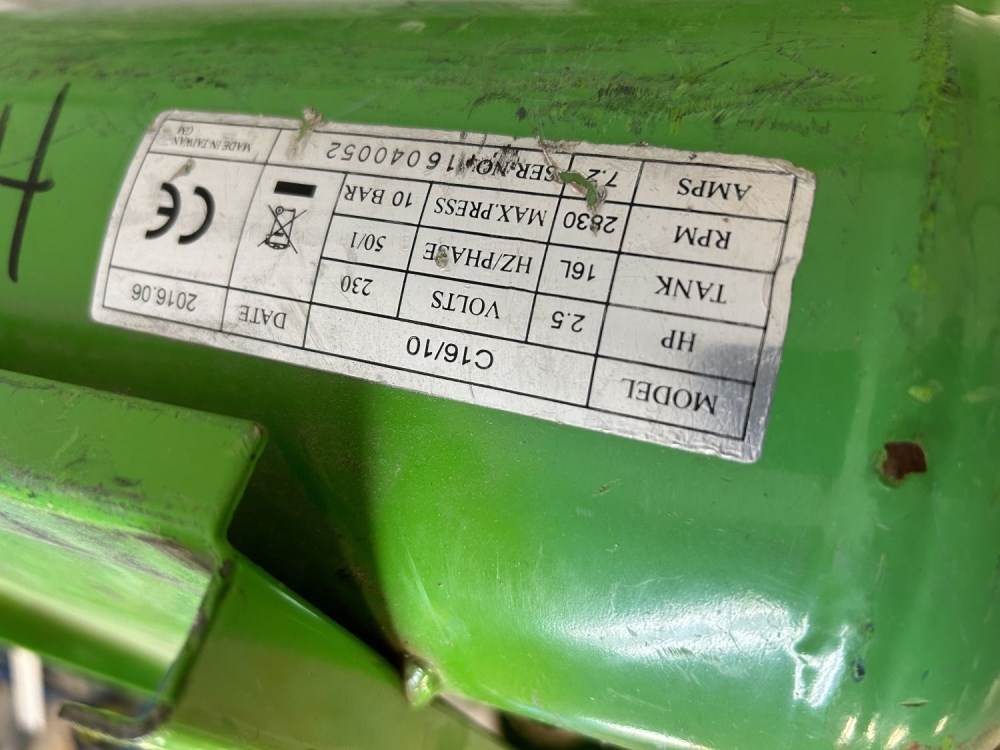 MODEL C16/10
HP 2.5 VOLTS 230 DATE 2016.06
TANK 16L HZ/PHASE 50/1
RPM 2830 MAX.PRESS 10 BAR CE
AMPS 7.2 SER.NO. 16040052 MADE IN TAIWAN
GM
H